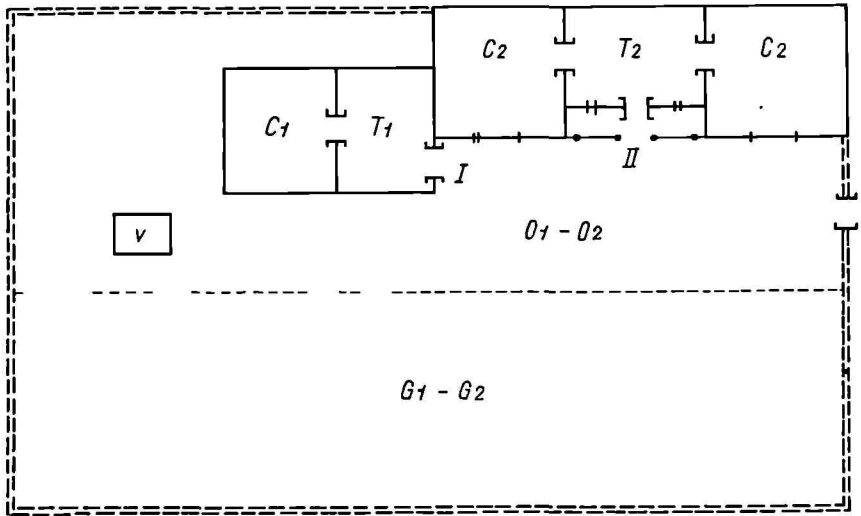 C2 T2 C2
C1 T1
I II
V O1 - O2
G1 - G2